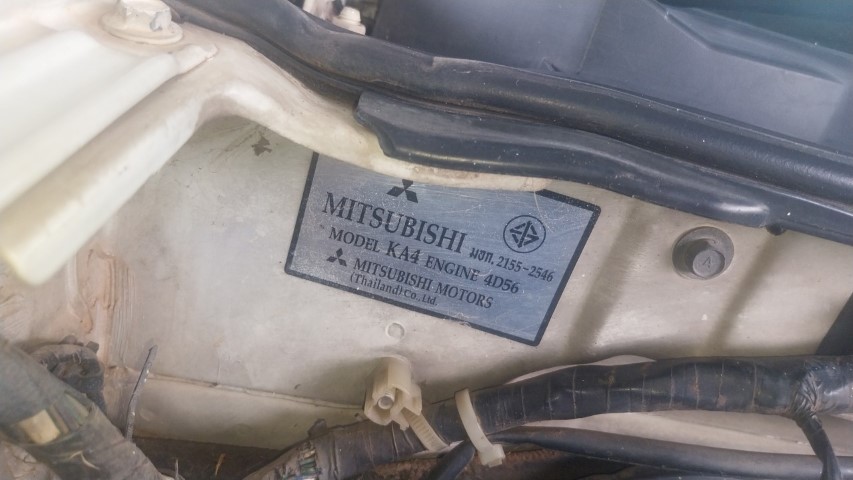 MITSUBISHI
มอก. 2155-2546
MODEL KA4 ENGINE 4D56
MITSUBISHI MOTORS
(Thailand) Co., Ltd.
A